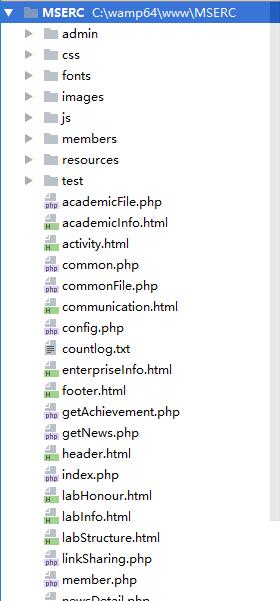 MSERC C:\wamp64\www\MSERC
admin
css
fonts
images
js
members
resources
test
academicFile.php
academicInfo.html
activity.html
common.php
commonFile.php
communication.html
config.php
countlog.txt
enterpriseInfo.html
footer.html
getAchievement.php
getNews.php
header.html
index.php
labHonour.html
labInfo.html
labStructure.html
linkSharing.php
member.php
newsDetail.php